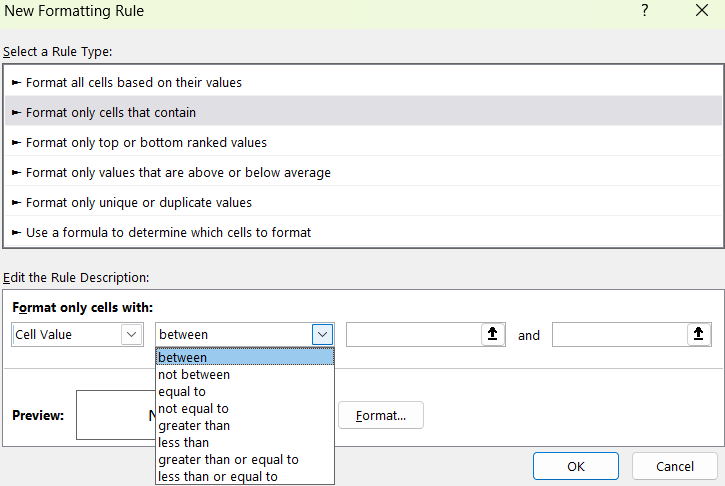 New Formatting Rule ?
Select a Rule Type:
► Format all cells based on their values
► Format only cells that contain
► Format only top or bottom ranked values
► Format only values that are above or below average
► Format only unique or duplicate values
► Use a formula to determine which cells to format
Edit the Rule Description:
Format only cells with:
Cell Value between and
between
not between
equal to
not equal to
greater than
less than
greater than or equal to
less than or equal to
Preview: Format...
OK Cancel